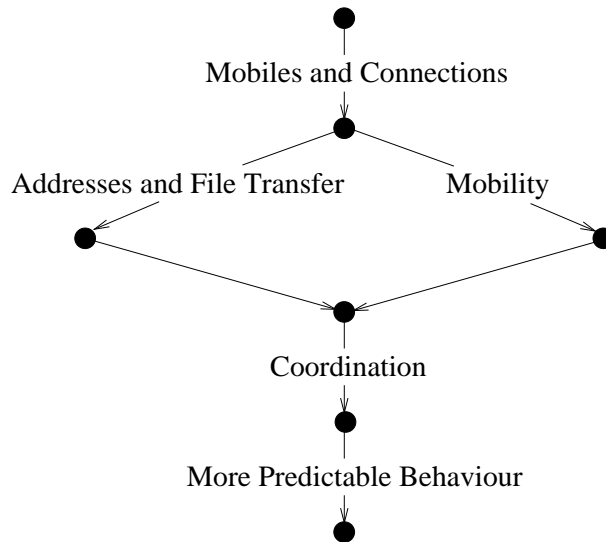 Mobiles and Connections
Addresses and File Transfer
Mobility
Coordination
More Predictable Behaviour